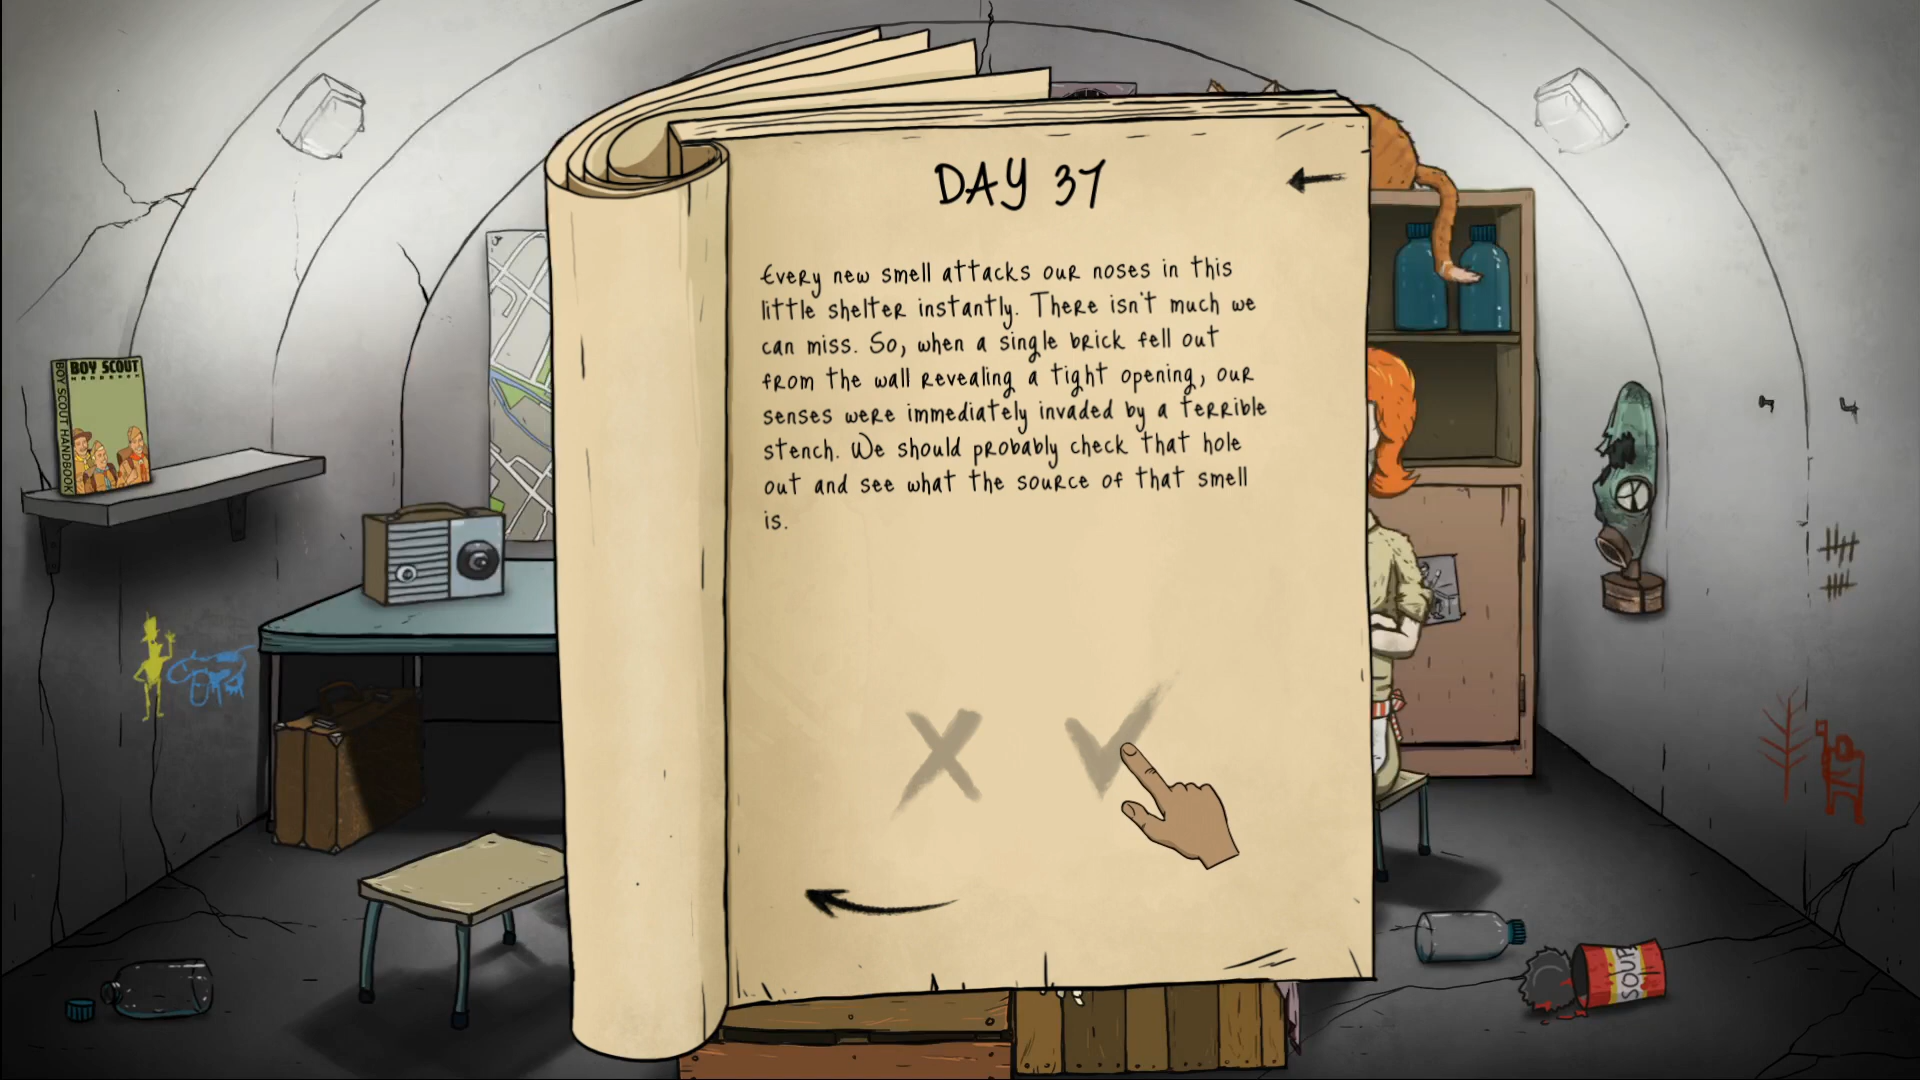 DAY 37
Every new smell attacks our noses in this
little shelter instantly. There isn't much we
can miss. So, when a single brick fell out
from the wall revealing a tight opening, our
senses were immediately invaded by a terrible
stench. We should probably check that hole
out and see what the source of that smell
is.
BOY SCOUT
HANDBOOK
BOY SCOUT HANDBOOK
SOUP